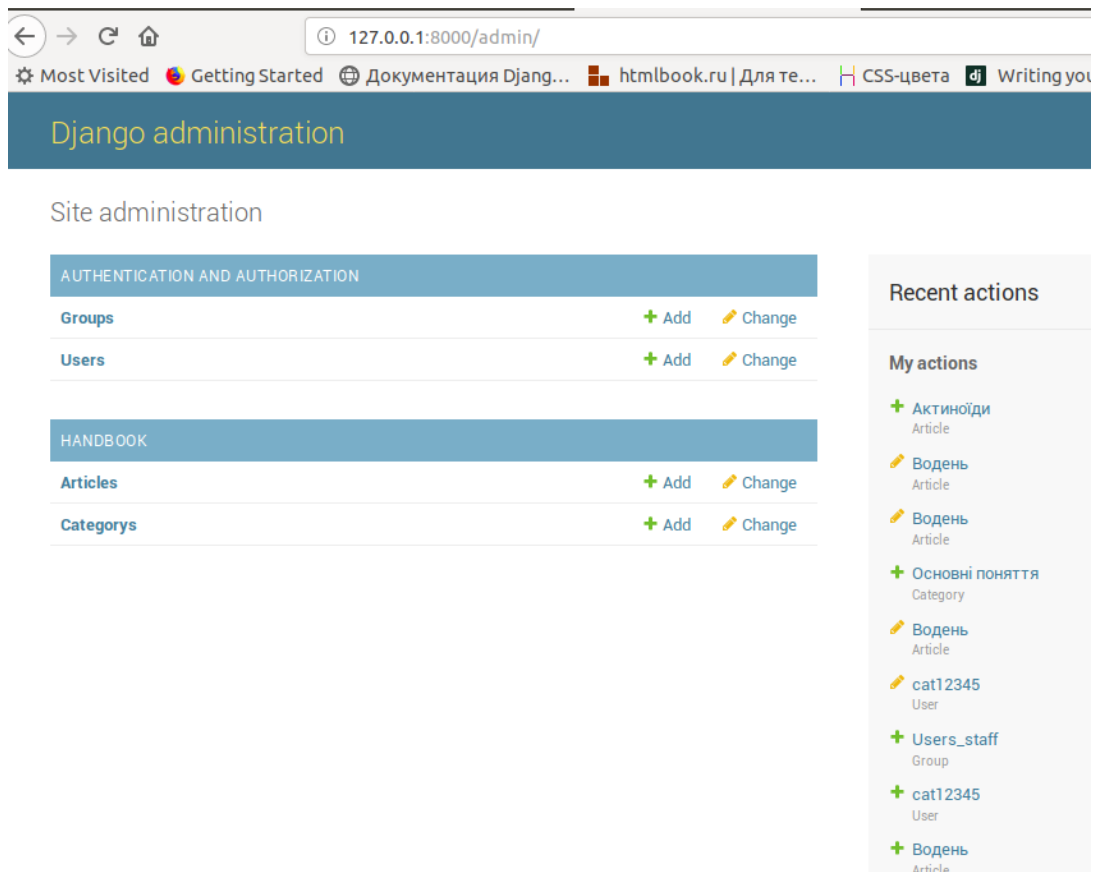 127.0.0.1:8000/admin/
Most Visited Getting Started Документация Djang... htmlbook.ru | Для те... CSS-цвета dj Writing you
Django administration
Site administration
AUTHENTICATION AND AUTHORIZATION
Groups Add Change
Users Add Change
HANDBOOK
Articles Add Change
Categorys Add Change
Recent actions
My actions
Актиноїди
Article
Водень
Article
Водень
Article
Основні поняття
Category
Водень
Article
cat12345
User
Users_staff
Group
cat12345
User
Водень
Article